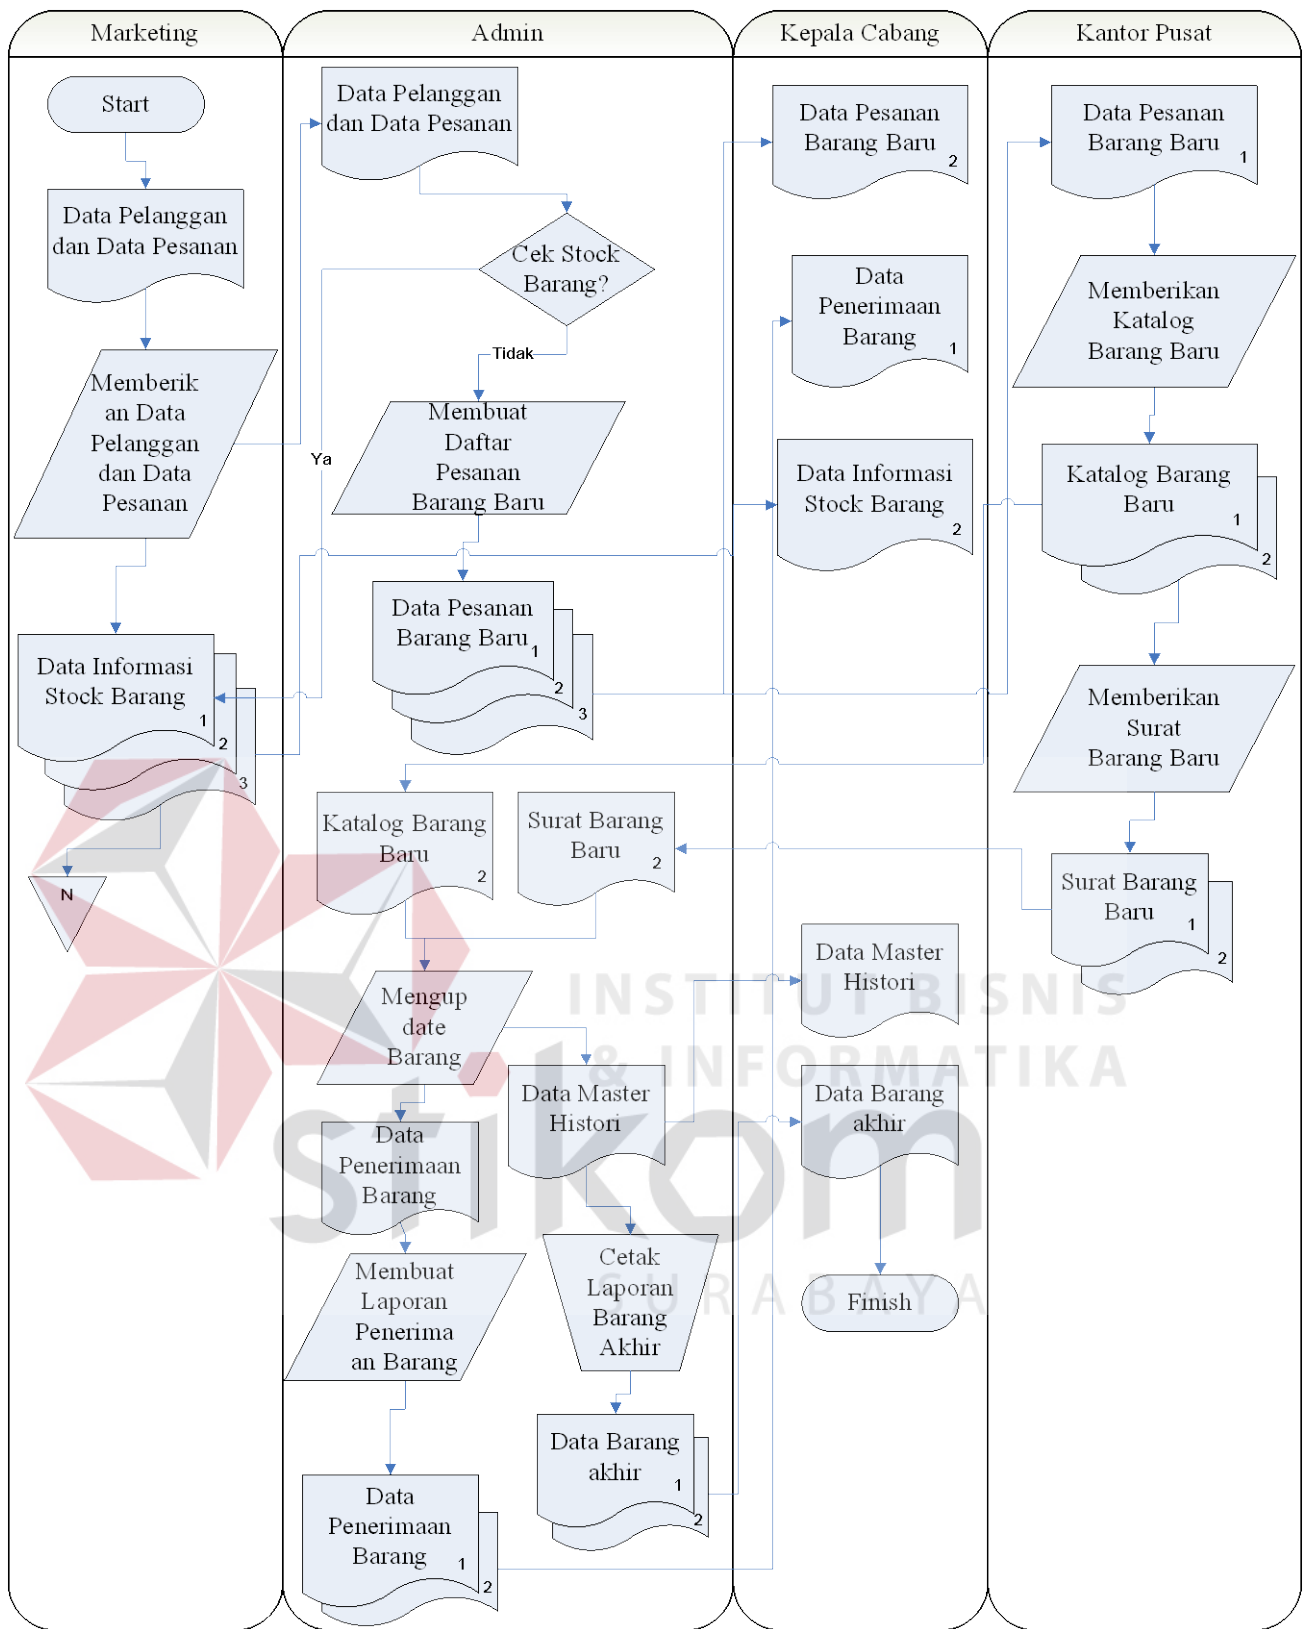 Marketing
Admin
Kepala Cabang
Kantor Pusat
Start
Data Pelanggan
dan Data Pesanan
Memberik
an Data
Pelanggan
dan Data
Pesanan
Data Informasi
Stock Barang
1
2
3
N
Data Pelanggan
dan Data Pesanan
Cek Stock
Barang?
Tidak
Ya
Membuat
Daftar
Pesanan
Barang Baru
Data Pesanan
Barang Baru
1
2
3
Katalog Barang
Baru
2
Surat Barang
Baru
2
Mengup
date
Barang
Data Master
Histori
Data
Penerimaan
Barang
Membuat
Laporan
Penerima
an Barang
Cetak
Laporan
Barang
Akhir
Data Barang
akhir
1
2
Data
Penerimaan
Barang
1
2
Data Pesanan
Barang Baru
2
Data
Penerimaan
Barang
1
Data Informasi
Stock Barang
2
Data Master
Histori
Data Barang
akhir
Finish
Data Pesanan
Barang Baru
1
Memberikan
Katalog
Barang Baru
Katalog Barang
Baru
1
2
Memberikan
Surat
Barang Baru
Surat Barang
Baru
1
2
INSTITUT BISNIS
& INFORMATIKA
stikom
SURABAYA